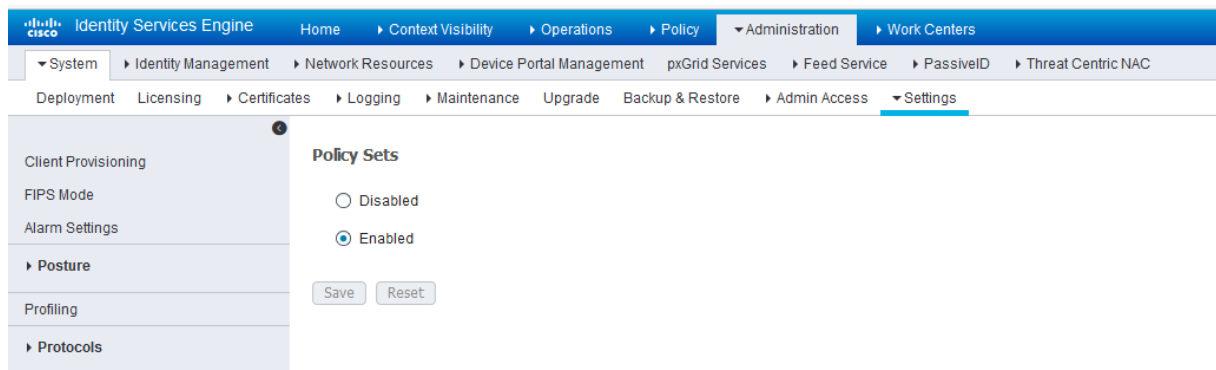 cisco Identity Services Engine Home Context Visibility Operations Policy Administration Work Centers
System Identity Management Network Resources Device Portal Management pxGrid Services Feed Service PassiveID Threat Centric NAC
Deployment Licensing Certificates Logging Maintenance Upgrade Backup & Restore Admin Access Settings
Client Provisioning
FIPS Mode
Alarm Settings
Posture
Profiling
Protocols
Policy Sets
Disabled
Enabled
Save Reset